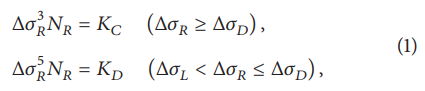 Δσ_R^3 N_R = K_C (Δσ_R ≥ Δσ_D),
(1)
Δσ_R^5 N_R = K_D (Δσ_L < Δσ_R ≤ Δσ_D),